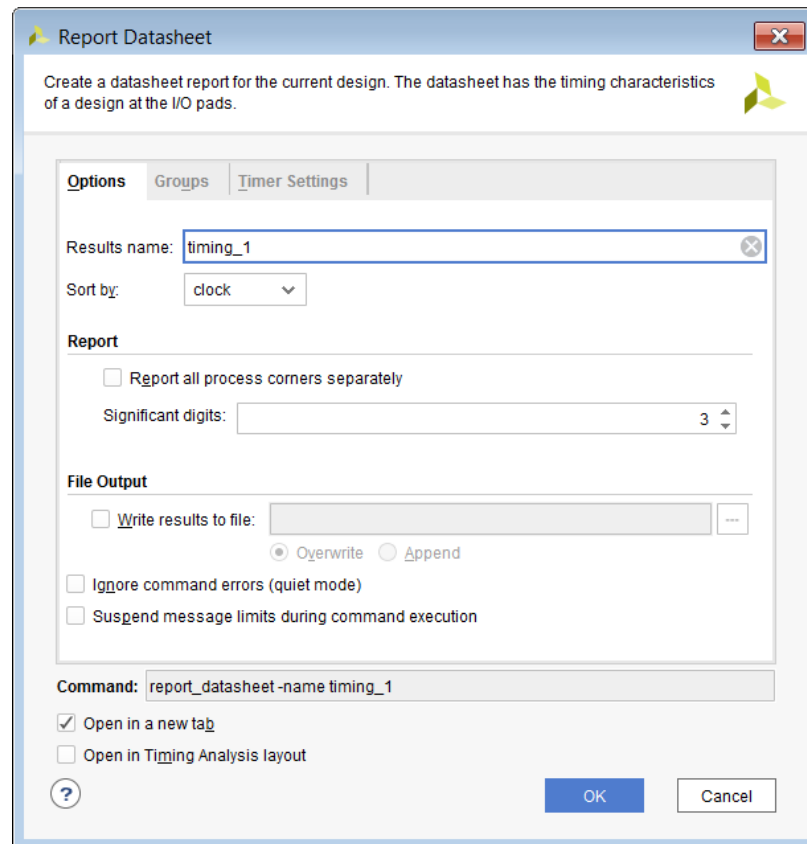 Report Datasheet
Create a datasheet report for the current design. The datasheet has the timing characteristics
of a design at the I/O pads.
Options Groups Timer Settings
Results name: timing_1
Sort by: clock
Report
Report all process corners separately
Significant digits: 3
File Output
Write results to file: ...
Overwrite Append
Ignore command errors (quiet mode)
Suspend message limits during command execution
Command: report_datasheet -name timing_1
Open in a new tab
Open in Timing Analysis layout
? OK Cancel